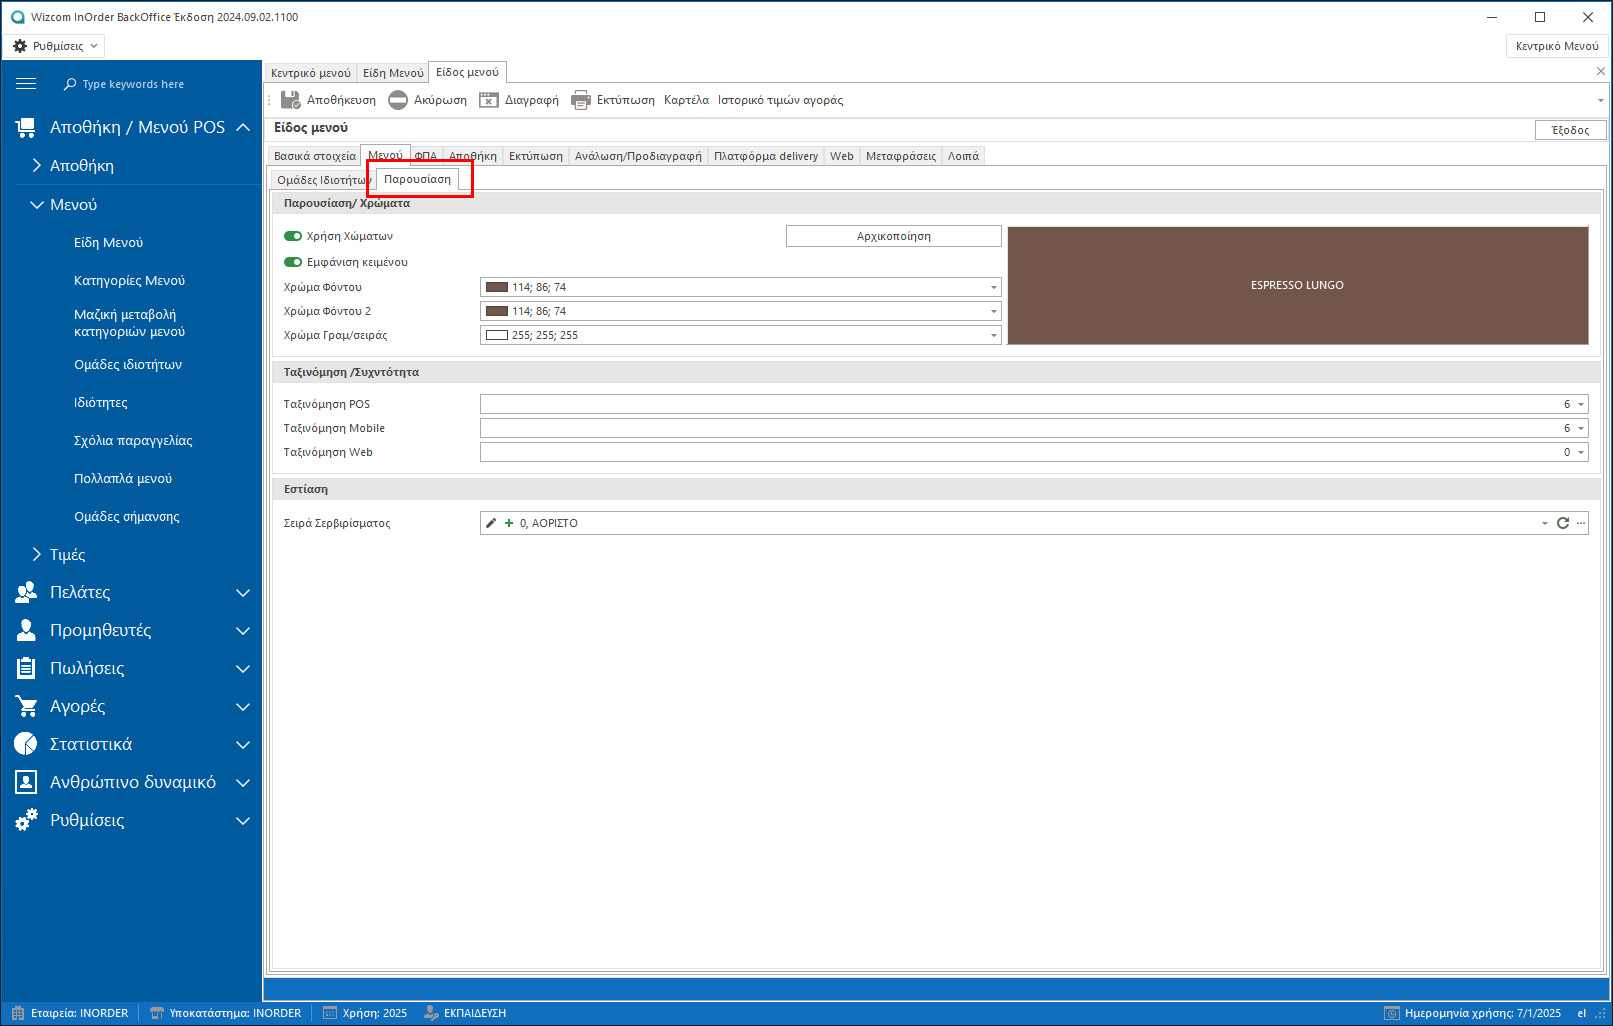 Wizcom InOrder BackOffice Έκδοση 2024.09.02.1100
Ρυθμίσεις
Κεντρικό Μενού
Type keywords here
Αποθήκη / Μενού POS
Αποθήκη
Μενού
Είδη Μενού
Κατηγορίες Μενού
Μαζική μεταβολή
κατηγοριών μενού
Ομάδες ιδιοτήτων
Ιδιότητες
Σχόλια παραγγελίας
Πολλαπλά μενού
Ομάδες σήμανσης
Τιμές
Πελάτες
Προμηθευτές
Πωλήσεις
Αγορές
Στατιστικά
Ανθρώπινο δυναμικό
Ρυθμίσεις
Κεντρικό μενού Είδη Μενού Είδος μενού
Αποθήκευση Ακύρωση Διαγραφή Εκτύπωση Καρτέλα Ιστορικό τιμών αγοράς
Είδος μενού
Έξοδος
Βασικά στοιχεία Μενού ΦΠΑ Αποθήκη Εκτύπωση Ανάλωση/Προδιαγραφή Πλατφόρμα delivery Web Μεταφράσεις Λοιπά
Ομάδες Ιδιοτήτων Παρουσίαση
Παρουσίαση/ Χρώματα
Χρήση Χώματων
Αρχικοποίηση
Εμφάνιση κειμένου
Χρώμα Φόντου 114; 86; 74
Χρώμα Φόντου 2 114; 86; 74
Χρώμα Γραμ/σειράς 255; 255; 255
ESPRESSO LUNGO
Ταξινόμηση /Συχντότητα
Ταξινόμηση POS 6
Ταξινόμηση Mobile 6
Ταξινόμηση Web 0
Εστίαση
Σειρά Σερβιρίσματος 0, ΑΟΡΙΣΤΟ
Εταιρεία: INORDER Υποκατάστημα: INORDER Χρήση: 2025 ΕΚΠΑΙΔΕΥΣΗ Ημερομηνία χρήσης: 7/1/2025 el